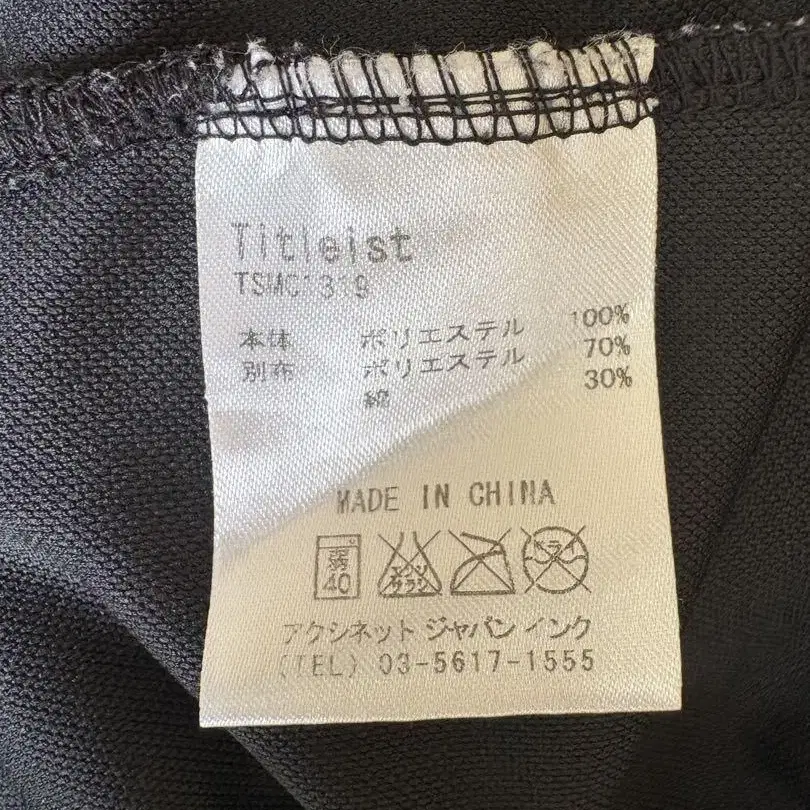 Titleist
TSMC1319
本体 ポリエステル 100%
別布 ポリエステル 70%
綿 30%
MADE IN CHINA
弱 40 エンソサラシ ドライ
アクシネット ジャパン インク
(TEL) 03-5617-1555